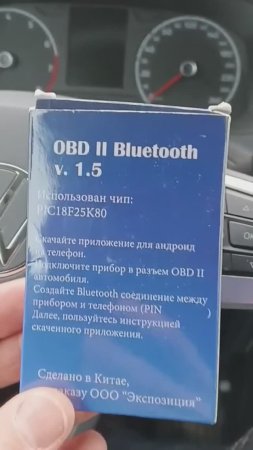 OBD II Bluetooth
v. 1.5
Использован чип:
PIC18F25K80
Скачайте приложение для андроид
на телефон.
Подключите прибор в разъем OBD II
автомобиля.
Создайте Bluetooth соединение между
прибором и телефоном (PIN )
Далее, пользуйтесь инструкцией
скаченного приложения.
Сделано в Китае,
заказу ООО "Экспозиция"